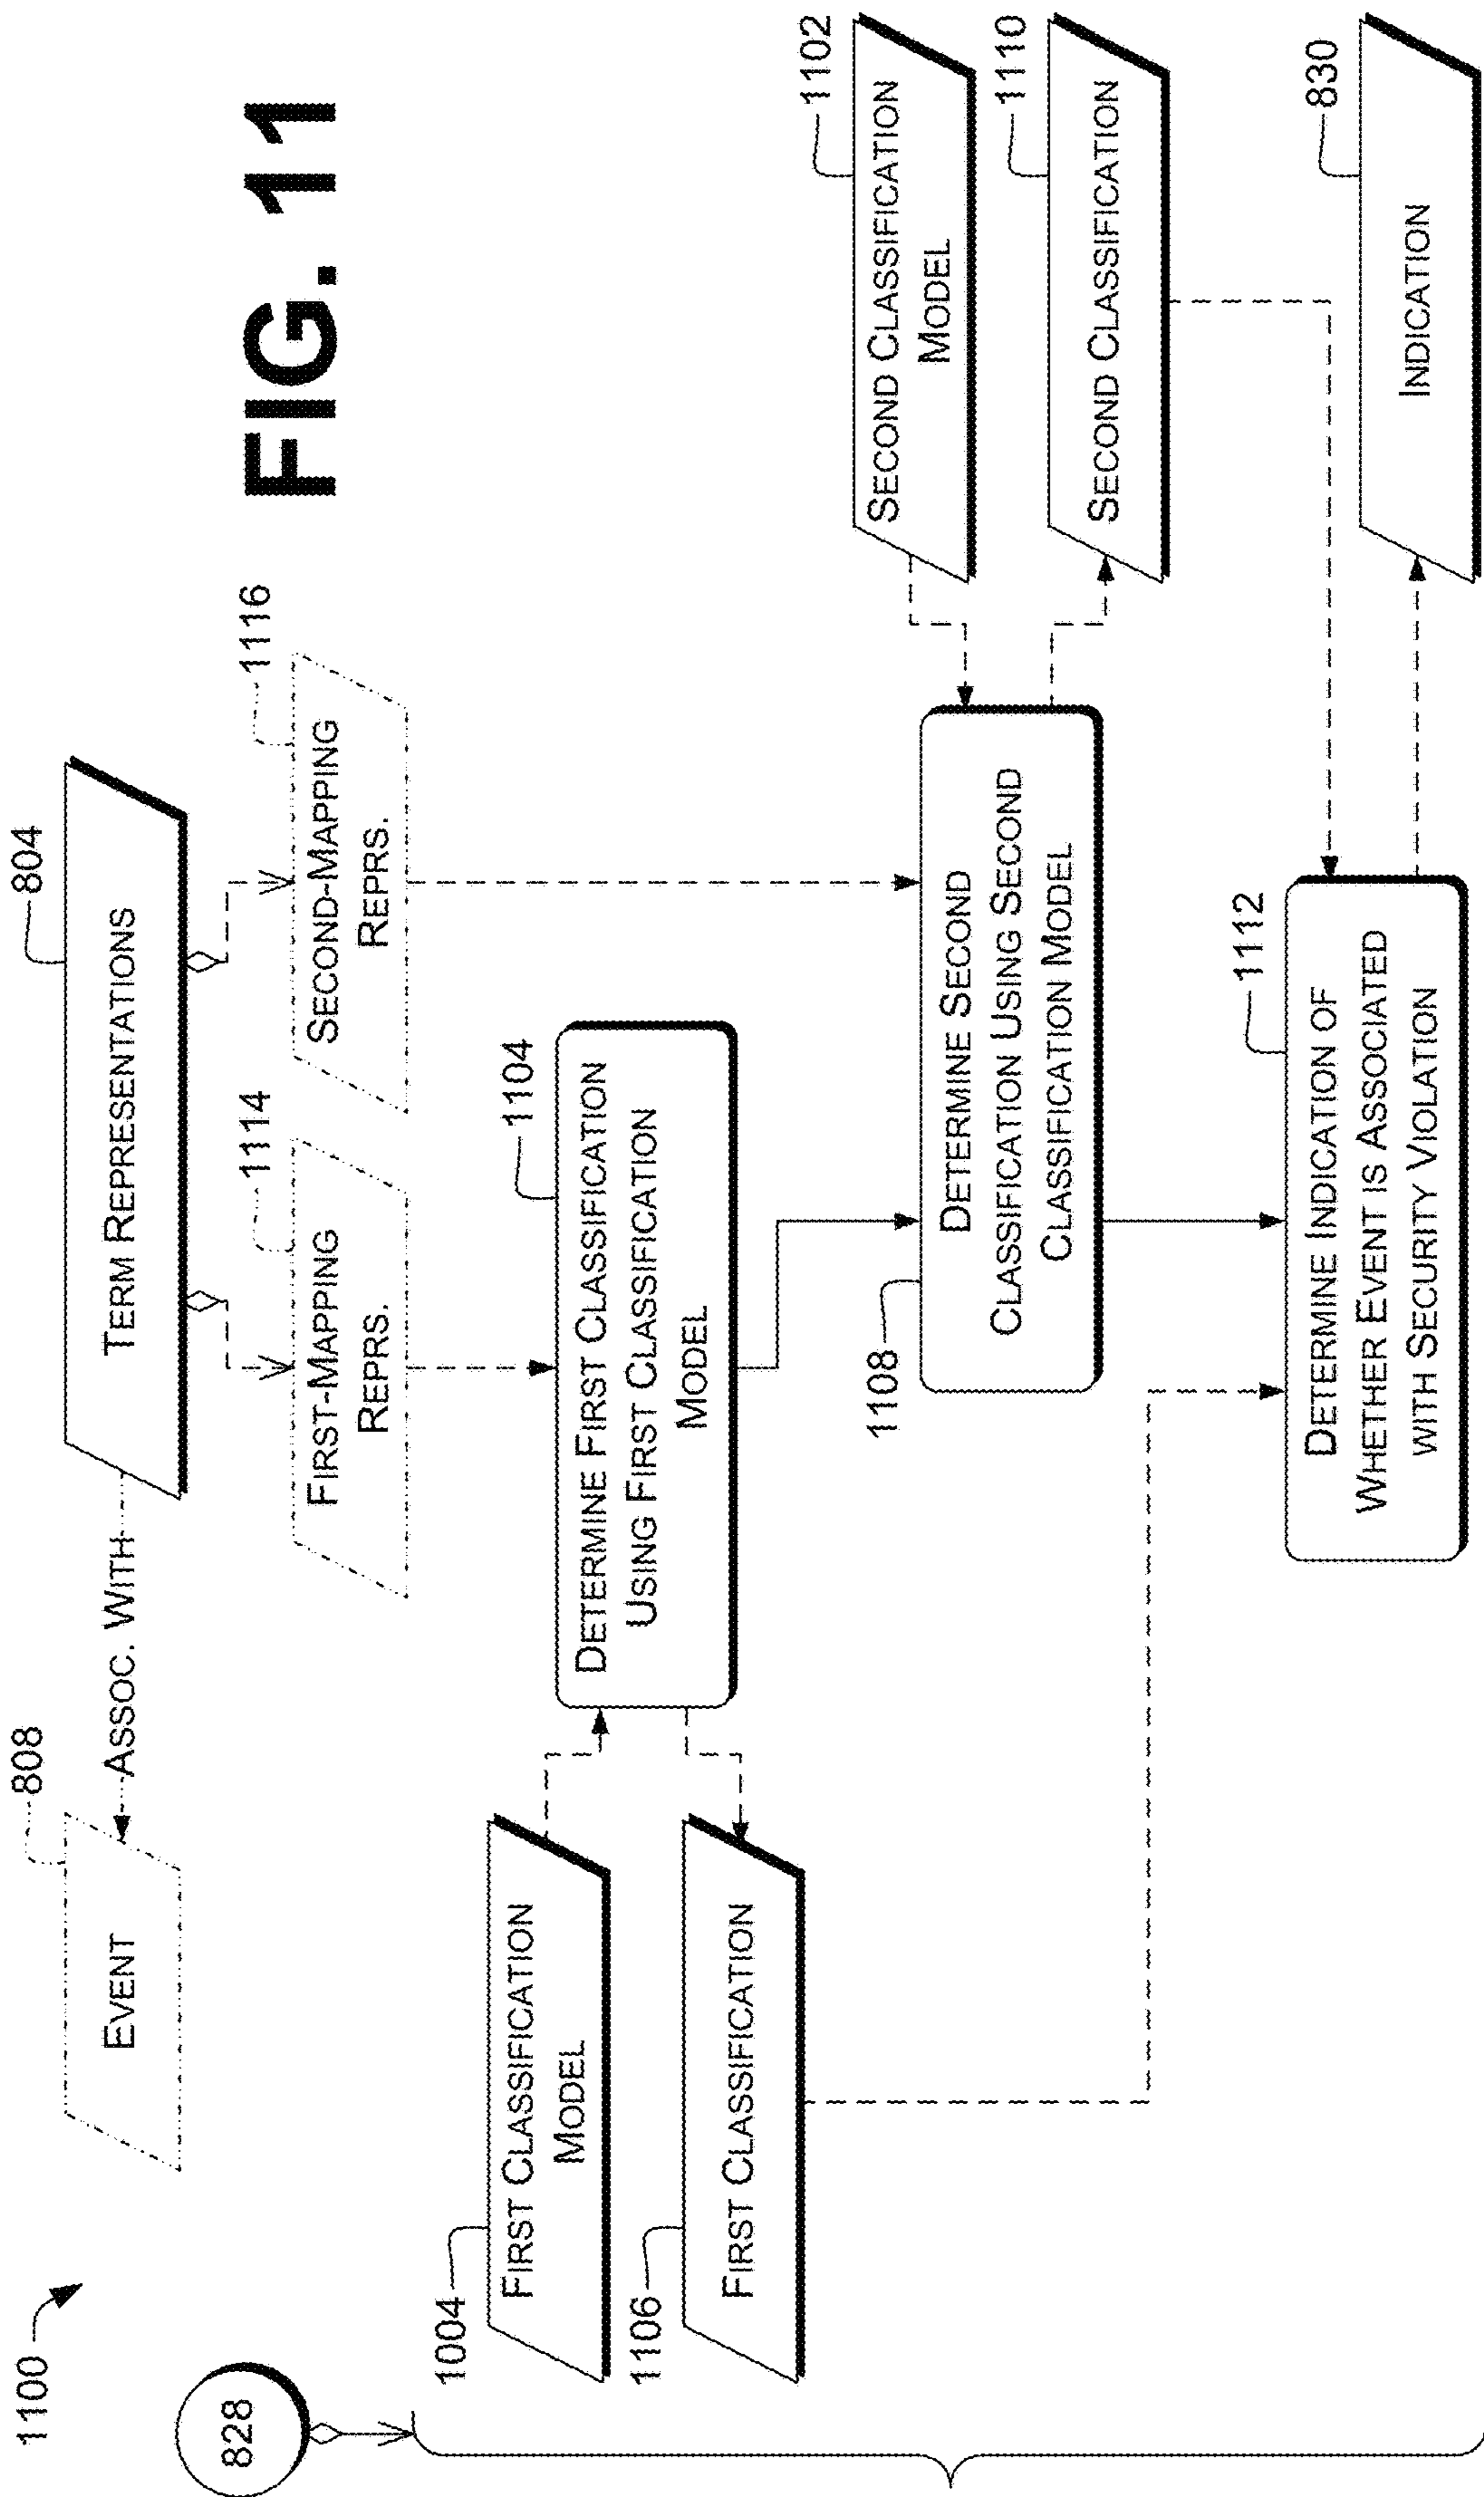 1100
828
808
EVENT
ASSOC. WITH
804
TERM REPRESENTATIONS
FIG. 11
1114
FIRST-MAPPING
REPRS.
1116
SECOND-MAPPING
REPRS.
1004
FIRST CLASSIFICATION
MODEL
1104
DETERMINE FIRST CLASSIFICATION
USING FIRST CLASSIFICATION
MODEL
1106
FIRST CLASSIFICATION
1102
SECOND CLASSIFICATION
MODEL
1108
DETERMINE SECOND
CLASSIFICATION USING SECOND
CLASSIFICATION MODEL
1110
SECOND CLASSIFICATION
1112
DETERMINE INDICATION OF
WHETHER EVENT IS ASSOCIATED
WITH SECURITY VIOLATION
830
INDICATION